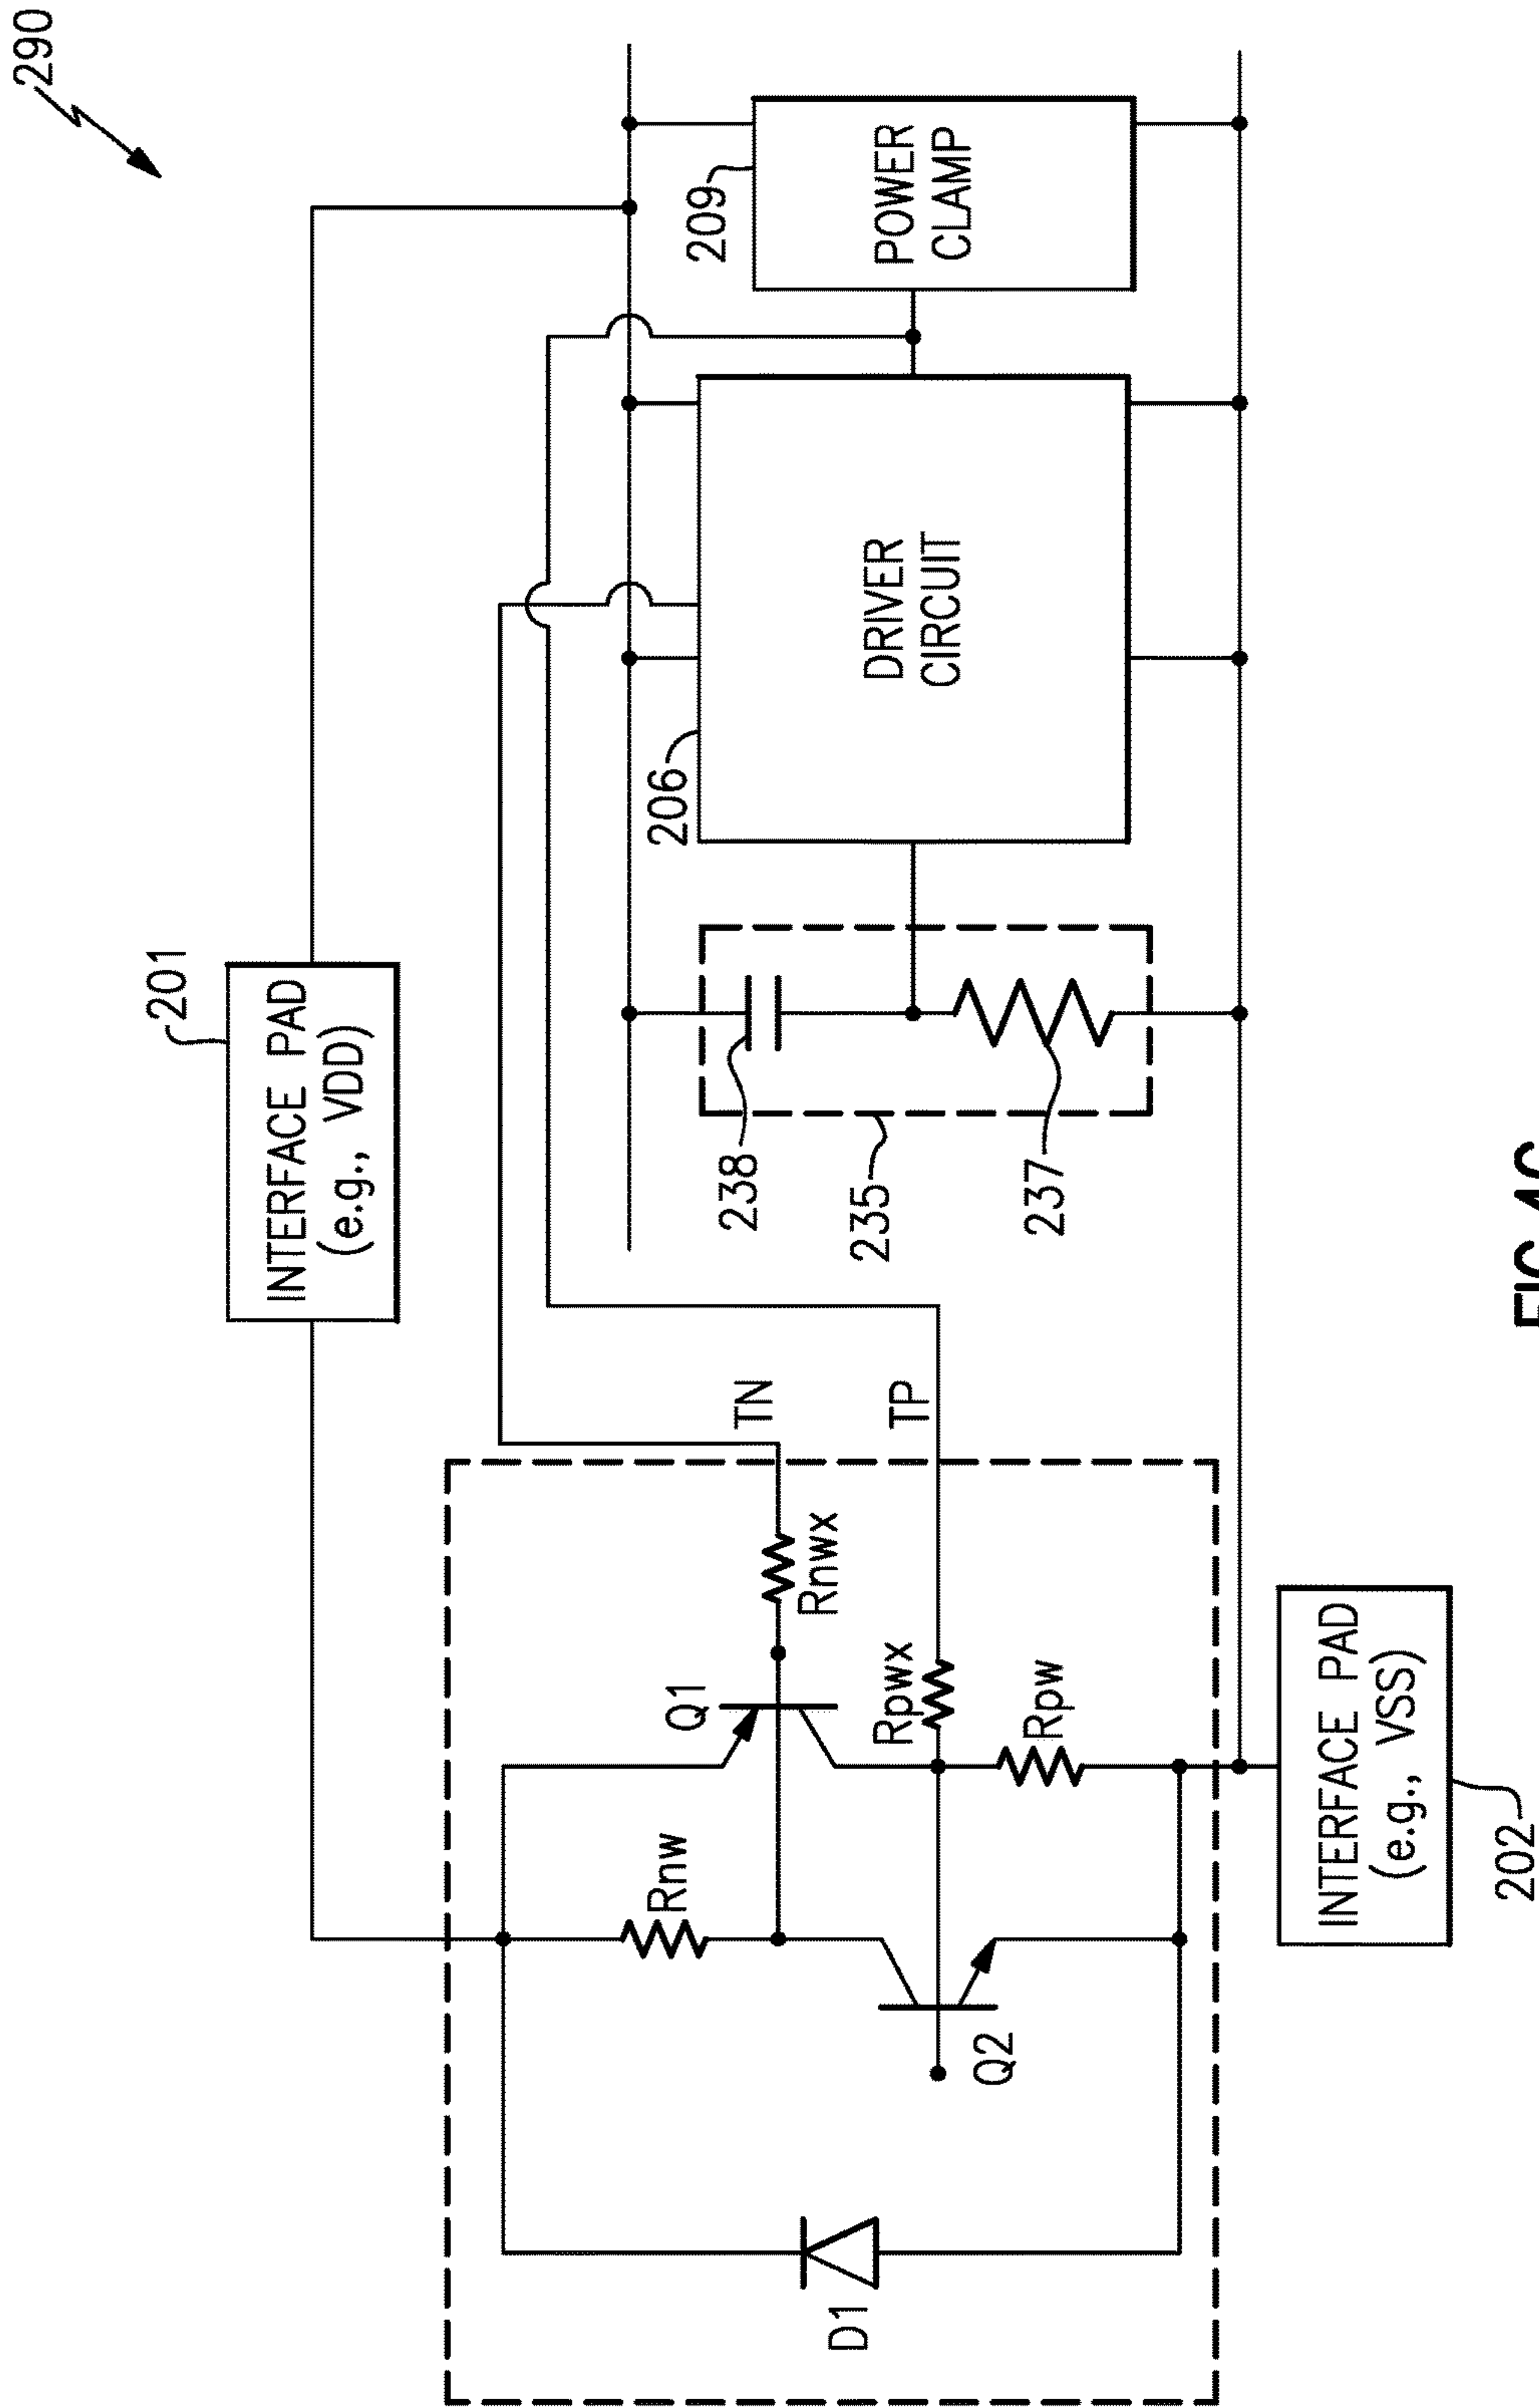 290
201
INTERFACE PAD
(e.g., VDD)
206
209
Rnw
Q1
TN
238
Rnwx
D1
235
DRIVER
CIRCUIT
POWER
CLAMP
Rpwx
TP
Q2
Rpw
237
INTERFACE PAD
(e.g., VSS)
202